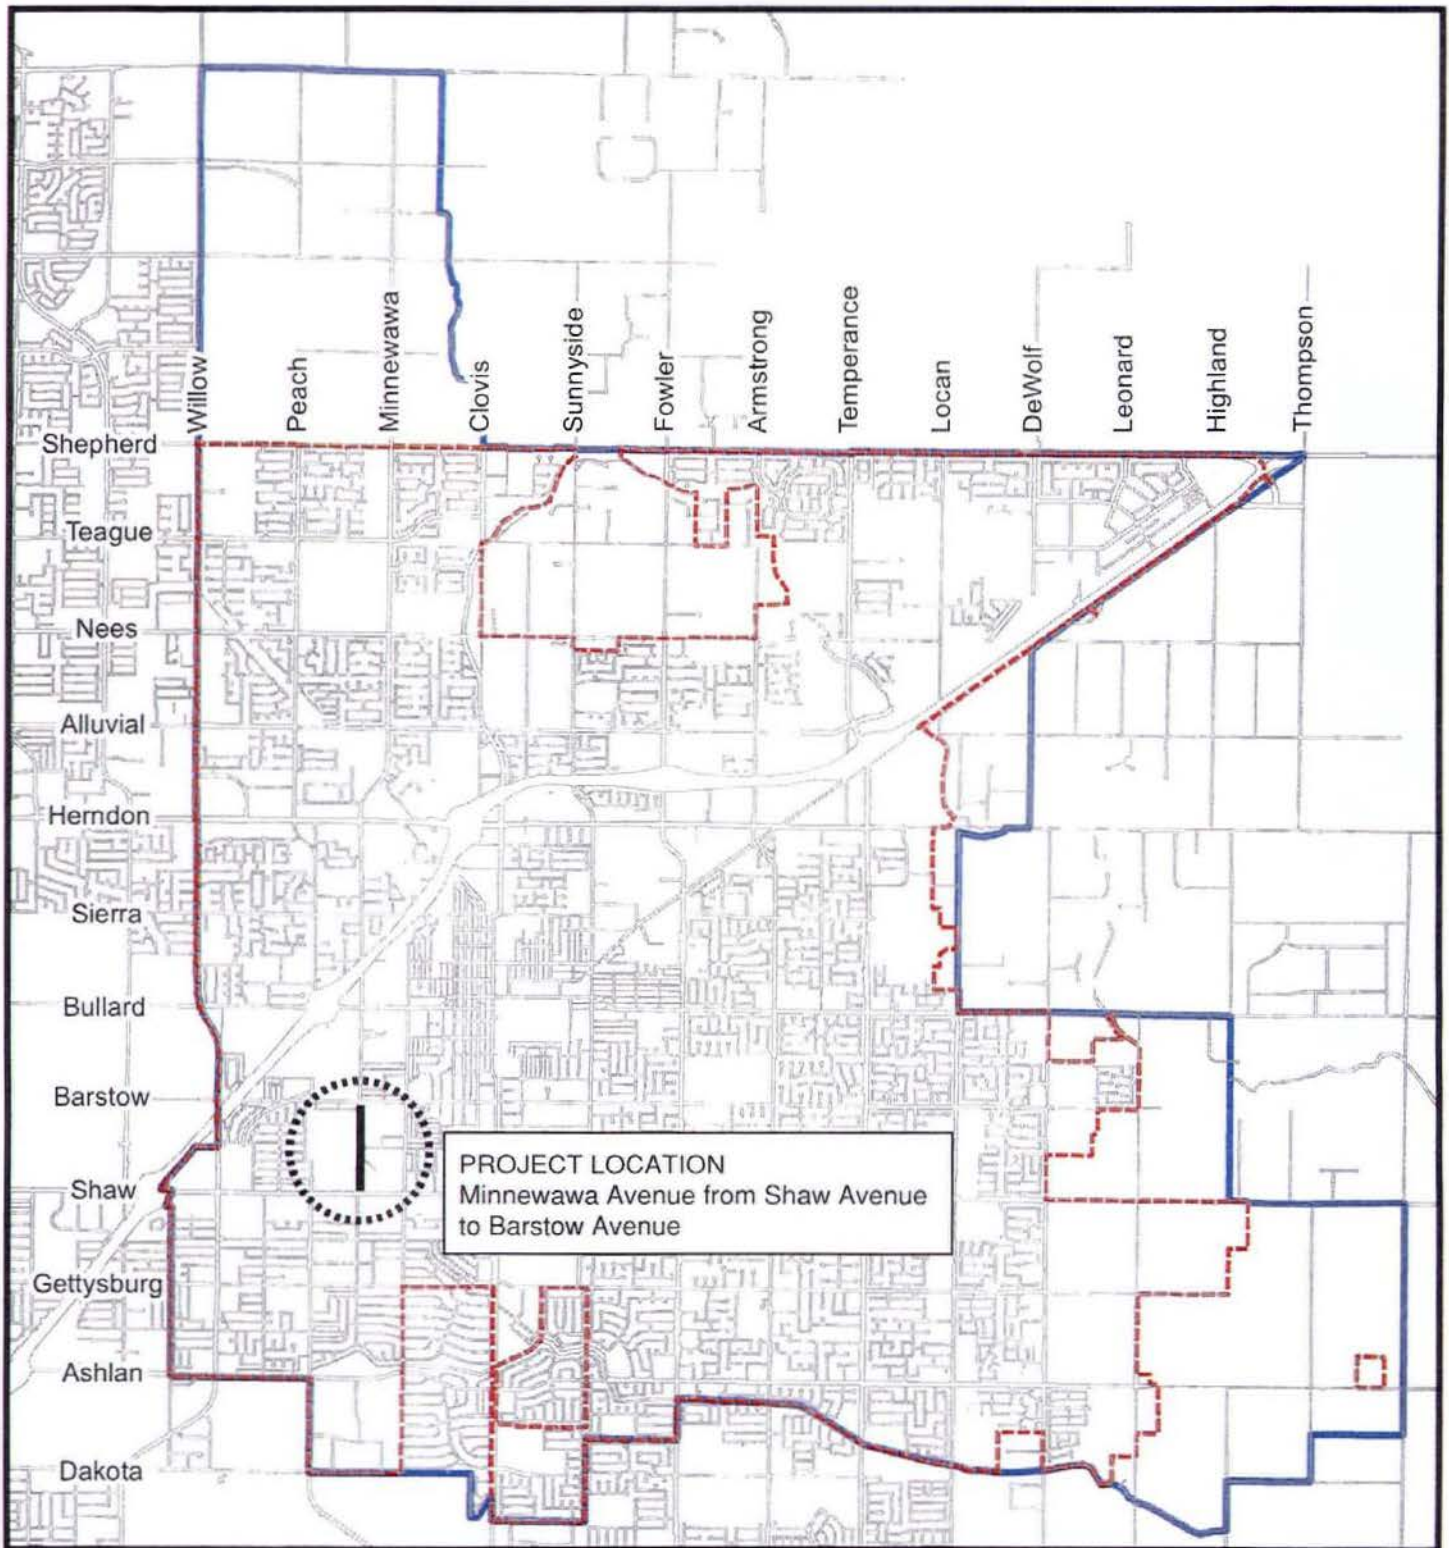 Willow
Peach
Minnewawa
Clovis
Sunnyside
Fowler
Armstrong
Temperance
Locan
DeWolf
Leonard
Highland
Thompson
Shepherd
Teague
Nees
Alluvial
Herndon
Sierra
Bullard
Barstow
Shaw
Gettysburg
Ashlan
Dakota
PROJECT LOCATION
Minnewawa Avenue from Shaw Avenue
to Barstow Avenue